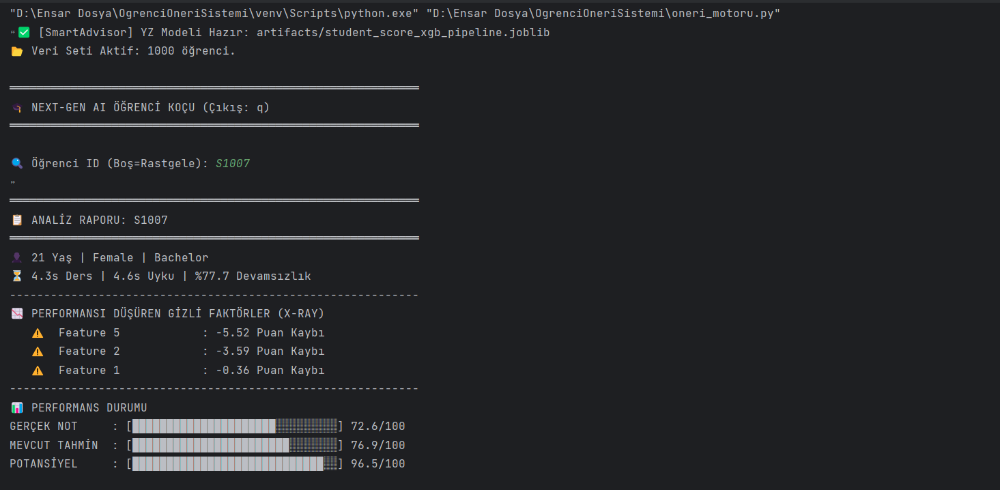 "D:\Ensar Dosya\OgrenciOneriSistemi\venv\Scripts\python.exe" "D:\Ensar Dosya\OgrenciOneriSistemi\oneri_motoru.py"
✅ [SmartAdvisor] YZ Modeli Hazır: artifacts/student_score_xgb_pipeline.joblib
📂 Veri Seti Aktif: 1000 öğrenci.
════════════════════════════════════════════════════════════
🎓 NEXT-GEN AI ÖĞRENCİ KOÇU (Çıkış: q)
════════════════════════════════════════════════════════════
🔍 Öğrenci ID (Boş=Rastgele): S1007
════════════════════════════════════════════════════════════
📋 ANALİZ RAPORU: S1007
════════════════════════════════════════════════════════════
👤 21 Yaş | Female | Bachelor
⏳ 4.3s Ders | 4.6s Uyku | %77.7 Devamsızlık
------------------------------------------------------------
📉 PERFORMANSI DÜŞÜREN GİZLİ FAKTÖRLER (X-RAY)
⚠️ Feature 5 : -5.52 Puan Kaybı
⚠️ Feature 2 : -3.59 Puan Kaybı
⚠️ Feature 1 : -0.36 Puan Kaybı
------------------------------------------------------------
📊 PERFORMANS DURUMU
GERÇEK NOT : [█████████████████████░░░░░░░░░] 72.6/100
MEVCUT TAHMİN : [███████████████████████░░░░░░░] 76.9/100
POTANSİYEL : [████████████████████████████░░] 96.5/100